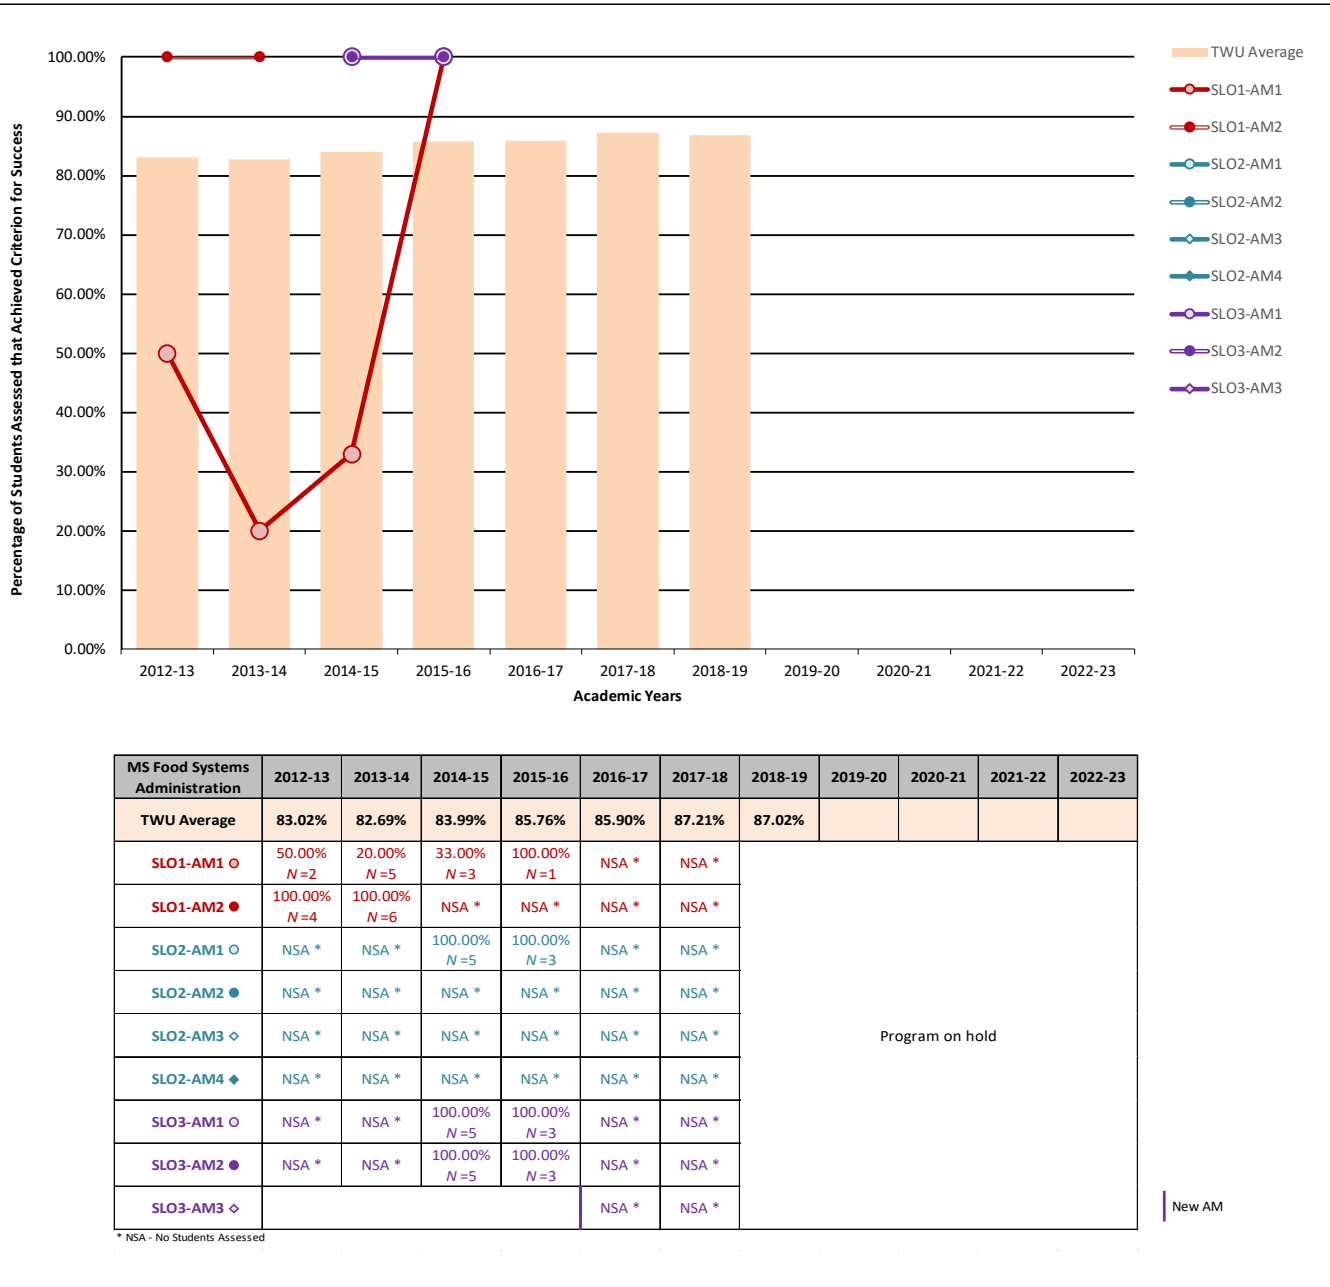 Percentage of Students Assessed that Achieved Criterion for Success
100.00%
90.00%
80.00%
70.00%
60.00%
50.00%
40.00%
30.00%
20.00%
10.00%
0.00%
2012-13 2013-14 2014-15 2015-16 2016-17 2017-18 2018-19 2019-20 2020-21 2021-22 2022-23
Academic Years
TWU Average
SLO1-AM1
SLO1-AM2
SLO2-AM1
SLO2-AM2
SLO2-AM3
SLO2-AM4
SLO3-AM1
SLO3-AM2
SLO3-AM3
MS Food Systems
Administration
2012-13 2013-14 2014-15 2015-16 2016-17 2017-18 2018-19 2019-20 2020-21 2021-22 2022-23
TWU Average 83.02% 82.69% 83.99% 85.76% 85.90% 87.21% 87.02%
SLO1-AM1
50.00% 20.00% 33.00% 100.00%
N =2 N =5 N =3 N =1
NSA * NSA *
SLO1-AM2
100.00% 100.00%
N =4 N =6
NSA * NSA * NSA * NSA *
SLO2-AM1 NSA * NSA *
100.00% 100.00%
N =5 N =3
NSA * NSA *
SLO2-AM2 NSA * NSA * NSA * NSA * NSA * NSA *
SLO2-AM3 NSA * NSA * NSA * NSA * NSA * NSA *
Program on hold
SLO2-AM4 NSA * NSA * NSA * NSA * NSA * NSA *
SLO3-AM1 NSA * NSA *
100.00% 100.00%
N =5 N =3
NSA * NSA *
SLO3-AM2 NSA * NSA *
100.00% 100.00%
N =5 N =3
NSA * NSA *
SLO3-AM3 NSA * NSA *
New AM
* NSA - No Students Assessed